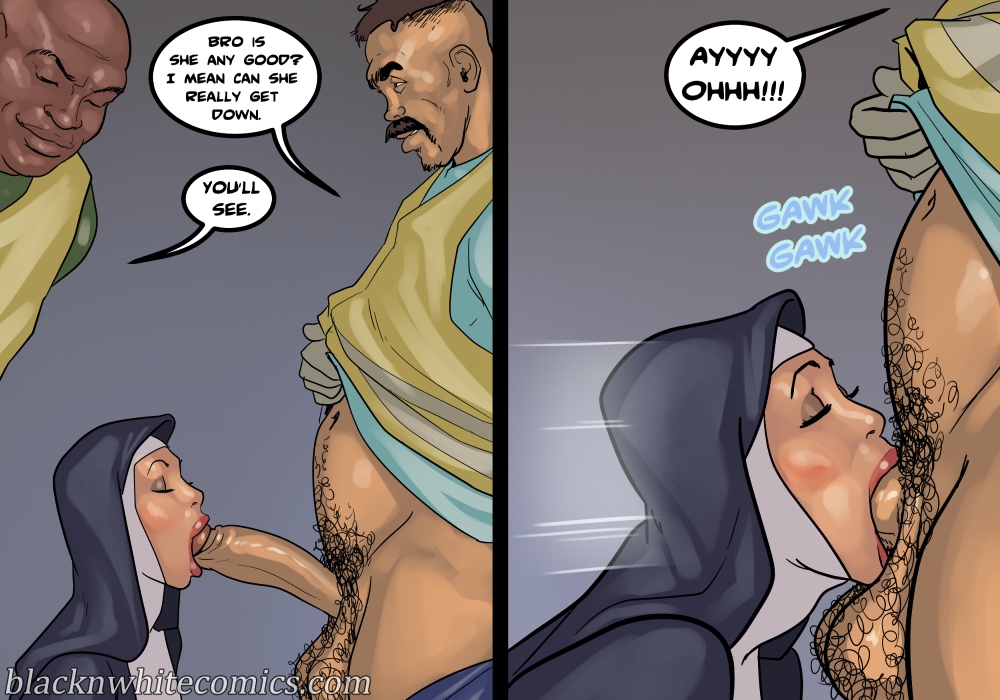 BRO IS
SHE ANY GOOD?
I MEAN CAN SHE
REALLY GET
DOWN.
YOU'LL
SEE.
AYYYY
OHHH!!!
GAWK
GAWK
blacknwhitecomics.com